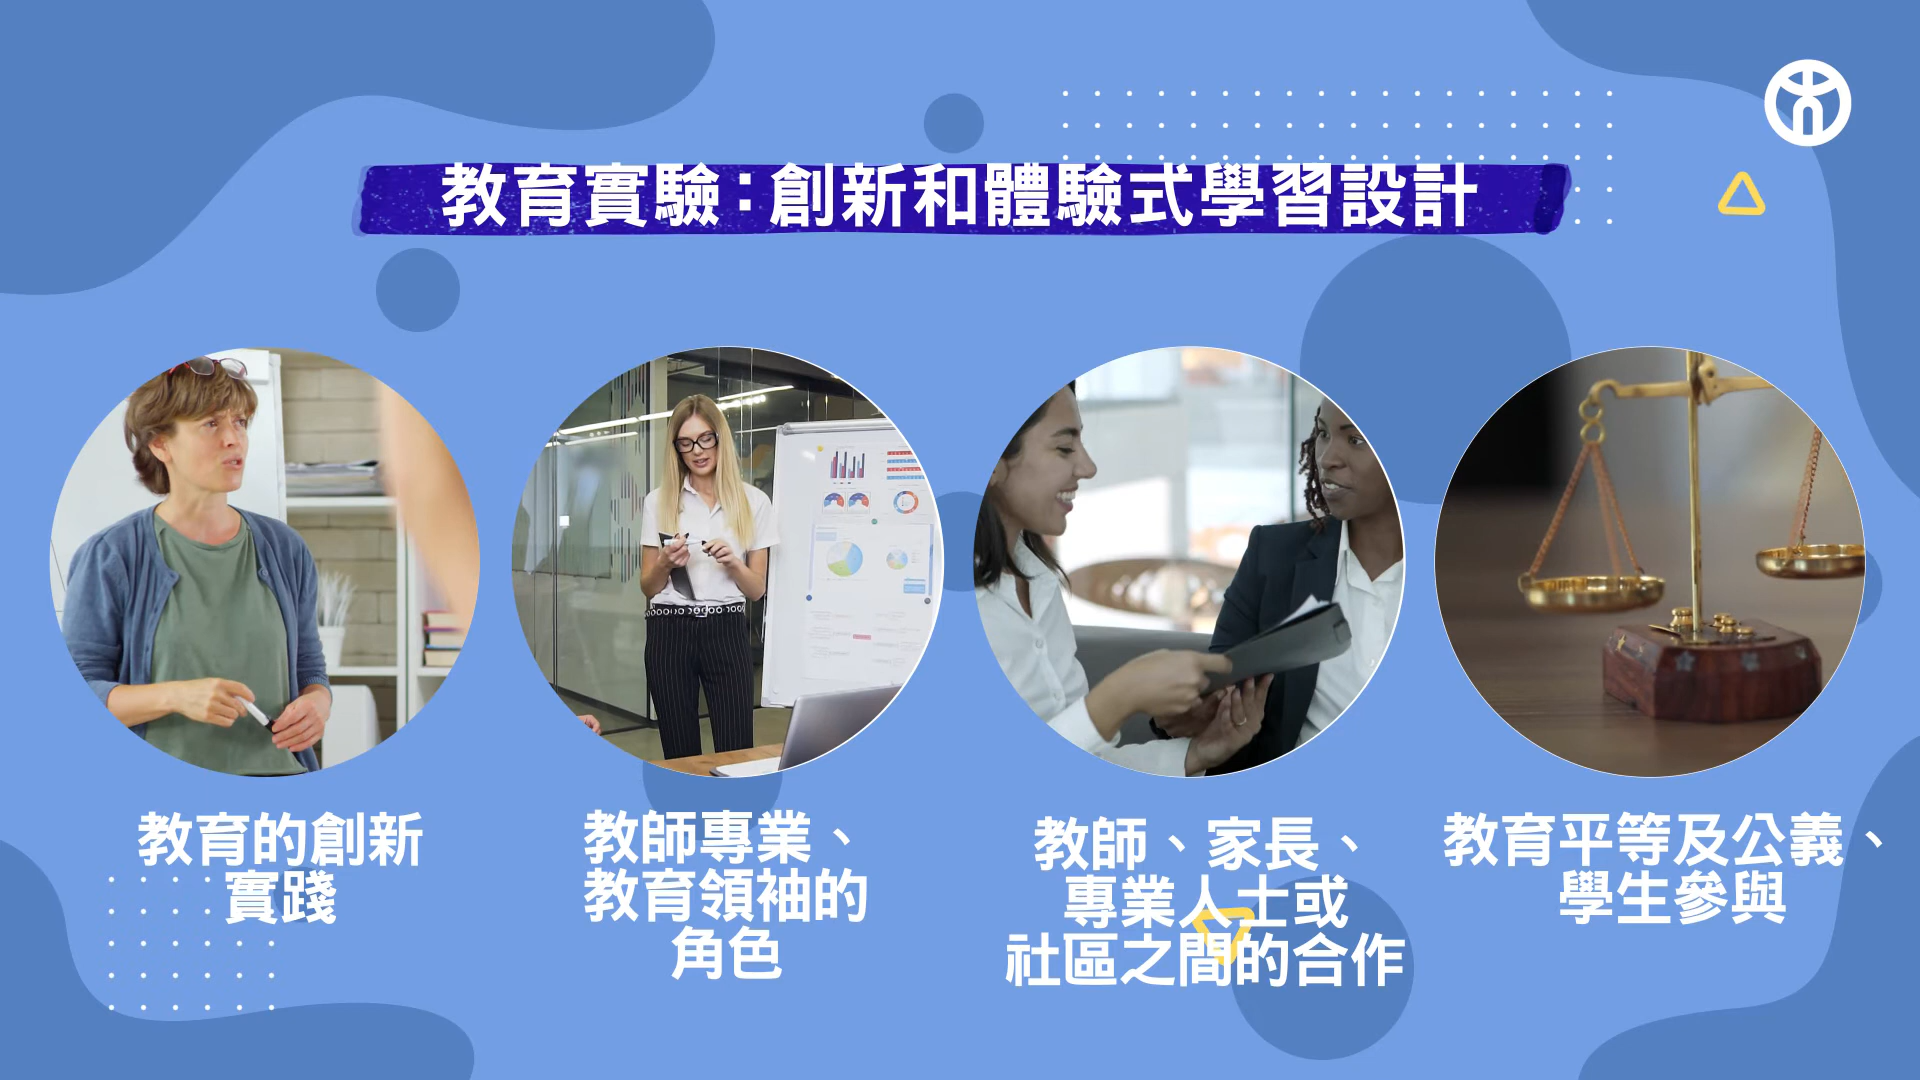 教育實驗：創新和體驗式學習設計
教育的創新
實踐
教師專業、
教育領袖的
角色
教師、家長、
專業人士或
社區之間的合作
教育平等及公義、
學生參與